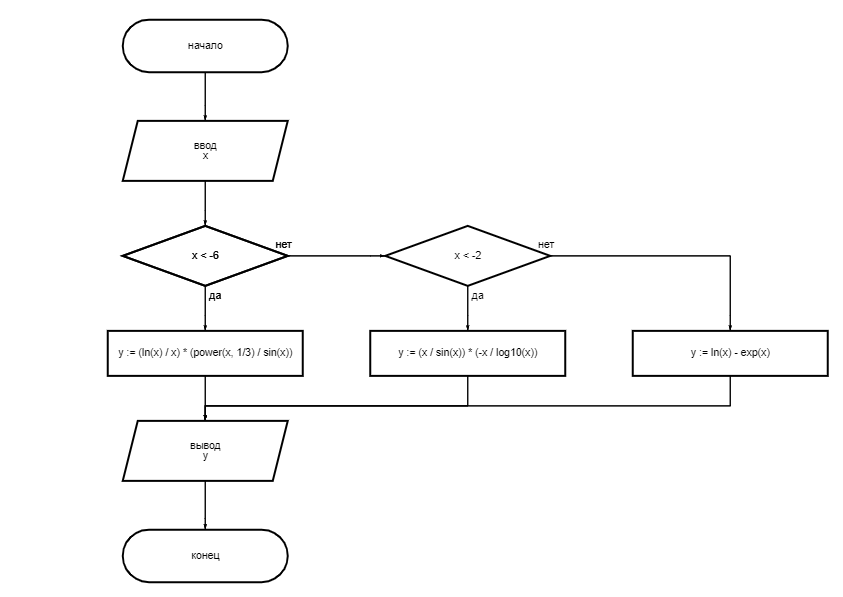 начало
ввод
x
x < -6
нет
да
x < -2
нет
да
y := (ln(x) / x) * (power(x, 1/3) / sin(x))
y := (x / sin(x)) * (-x / log10(x))
y := ln(x) - exp(x)
вывод
y
конец